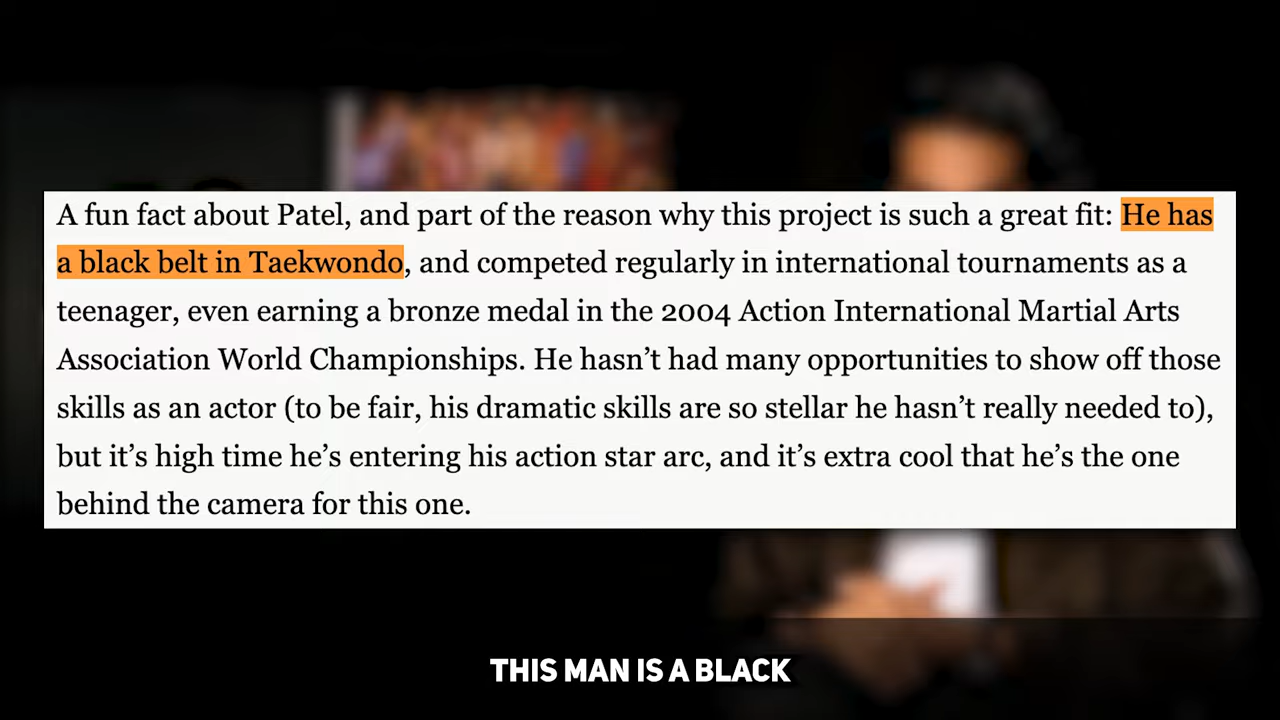 A fun fact about Patel, and part of the reason why this project is such a great fit: He has
a black belt in Taekwondo, and competed regularly in international tournaments as a
teenager, even earning a bronze medal in the 2004 Action International Martial Arts
Association World Championships. He hasn’t had many opportunities to show off those
skills as an actor (to be fair, his dramatic skills are so stellar he hasn’t really needed to),
but it’s high time he’s entering his action star arc, and it’s extra cool that he’s the one
behind the camera for this one.
THIS MAN IS A BLACK